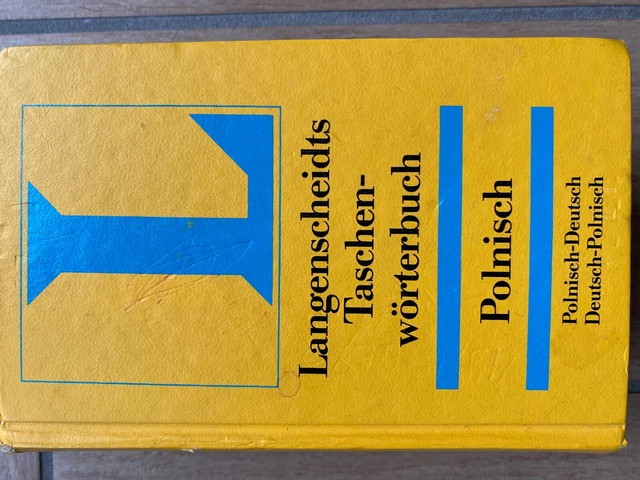 L
Langenscheidts
Taschen-
wörterbuch
Polnisch
Polnisch-Deutsch
Deutsch-Polnisch